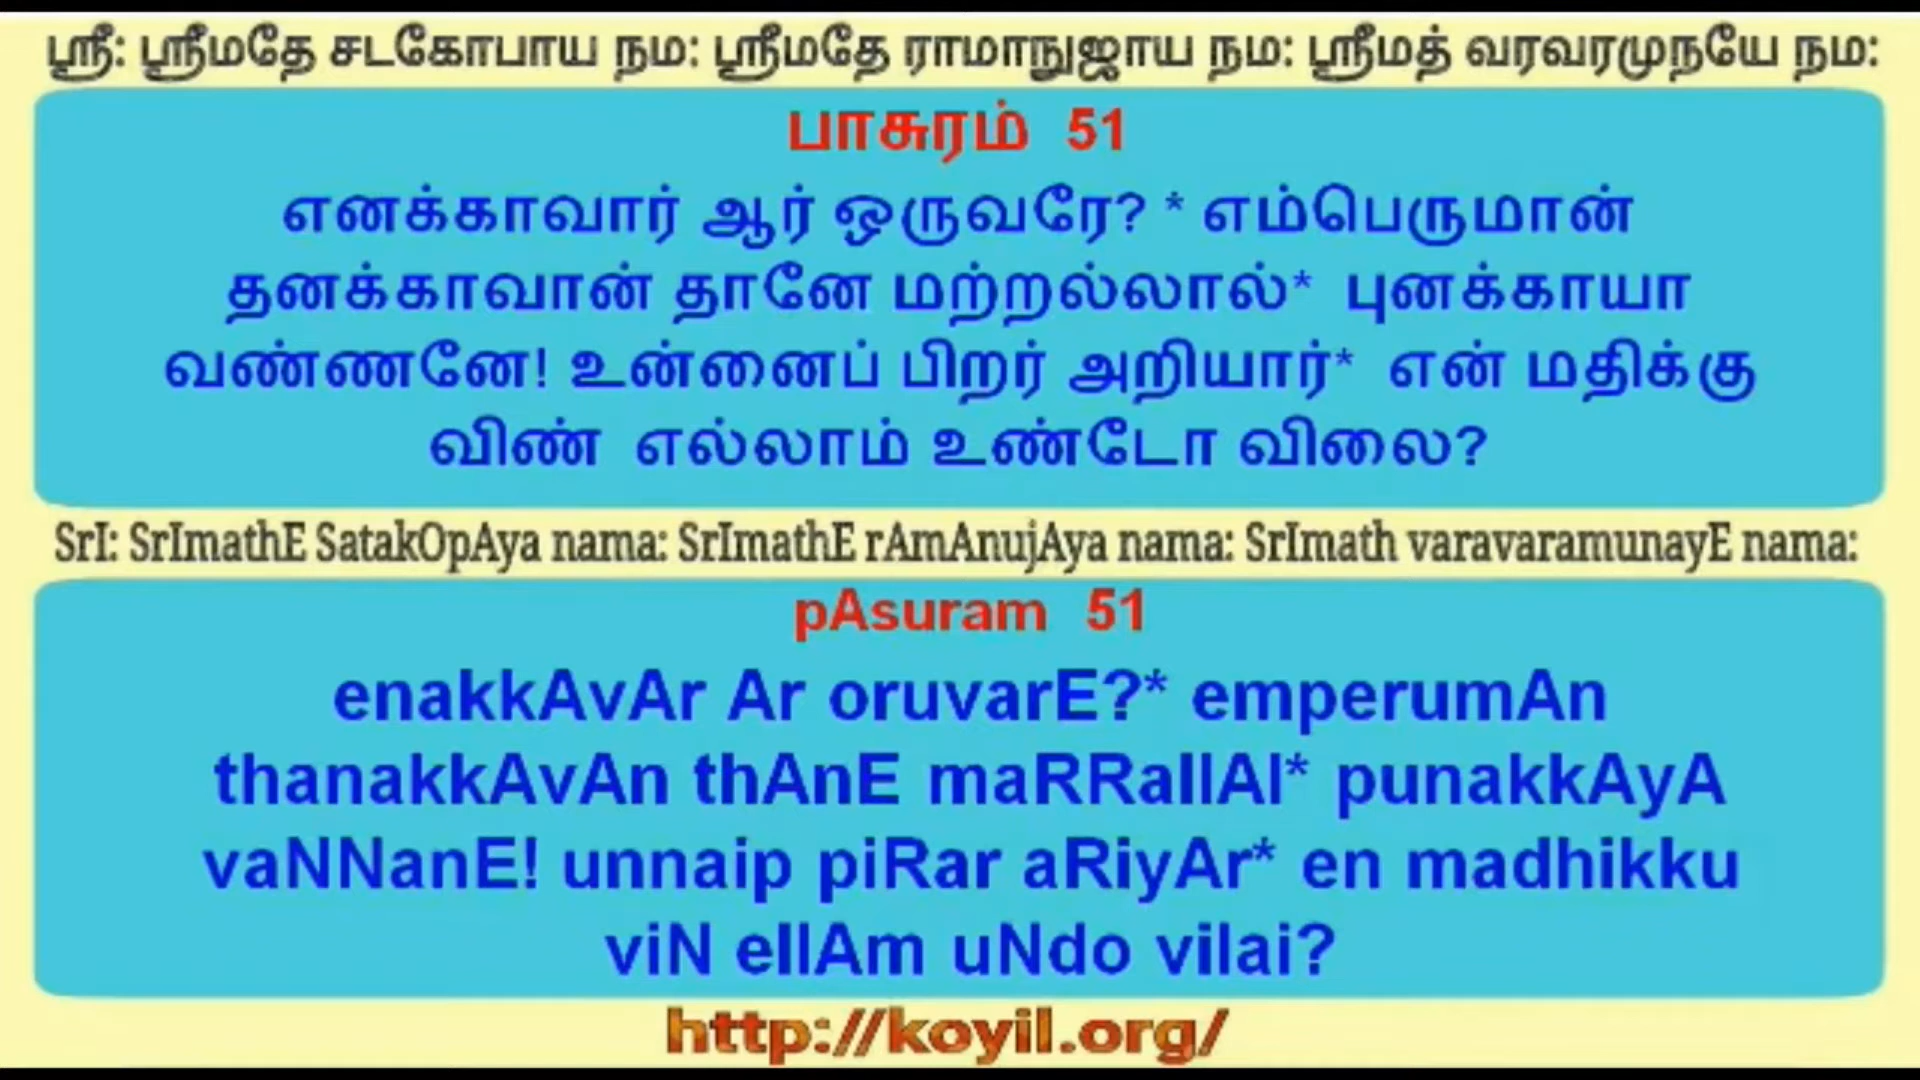 ஸ்ரீ: ஸ்ரீமதே சடகோபாய நம: ஸ்ரீமதே ராமாநுஜாய நம: ஸ்ரீமத் வரவரமுநயே நம:
பாசுரம் 51
எனக்காவார் ஆர் ஒருவரே? * எம்பெருமான்
தனக்காவான் தானே மற்றல்லால்* புனக்காயா
வண்ணனே! உன்னைப் பிறர் அறியார்* என் மதிக்கு
விண் எல்லாம் உண்டோ விலை?
SrI: SrImathE SatakOpAya nama: SrImathE rAmAnujAya nama: SrImath varavaramunayE nama:
pAsuram 51
enakkAvAr Ar oruvarE?* emperumAn
thanakkAvAn thAnE maRRallAl* punakkAyA
vaNNanE! unnaip piRar aRiyAr* en madhikku
viN ellAm uNdo vilai?
http://koyil.org/